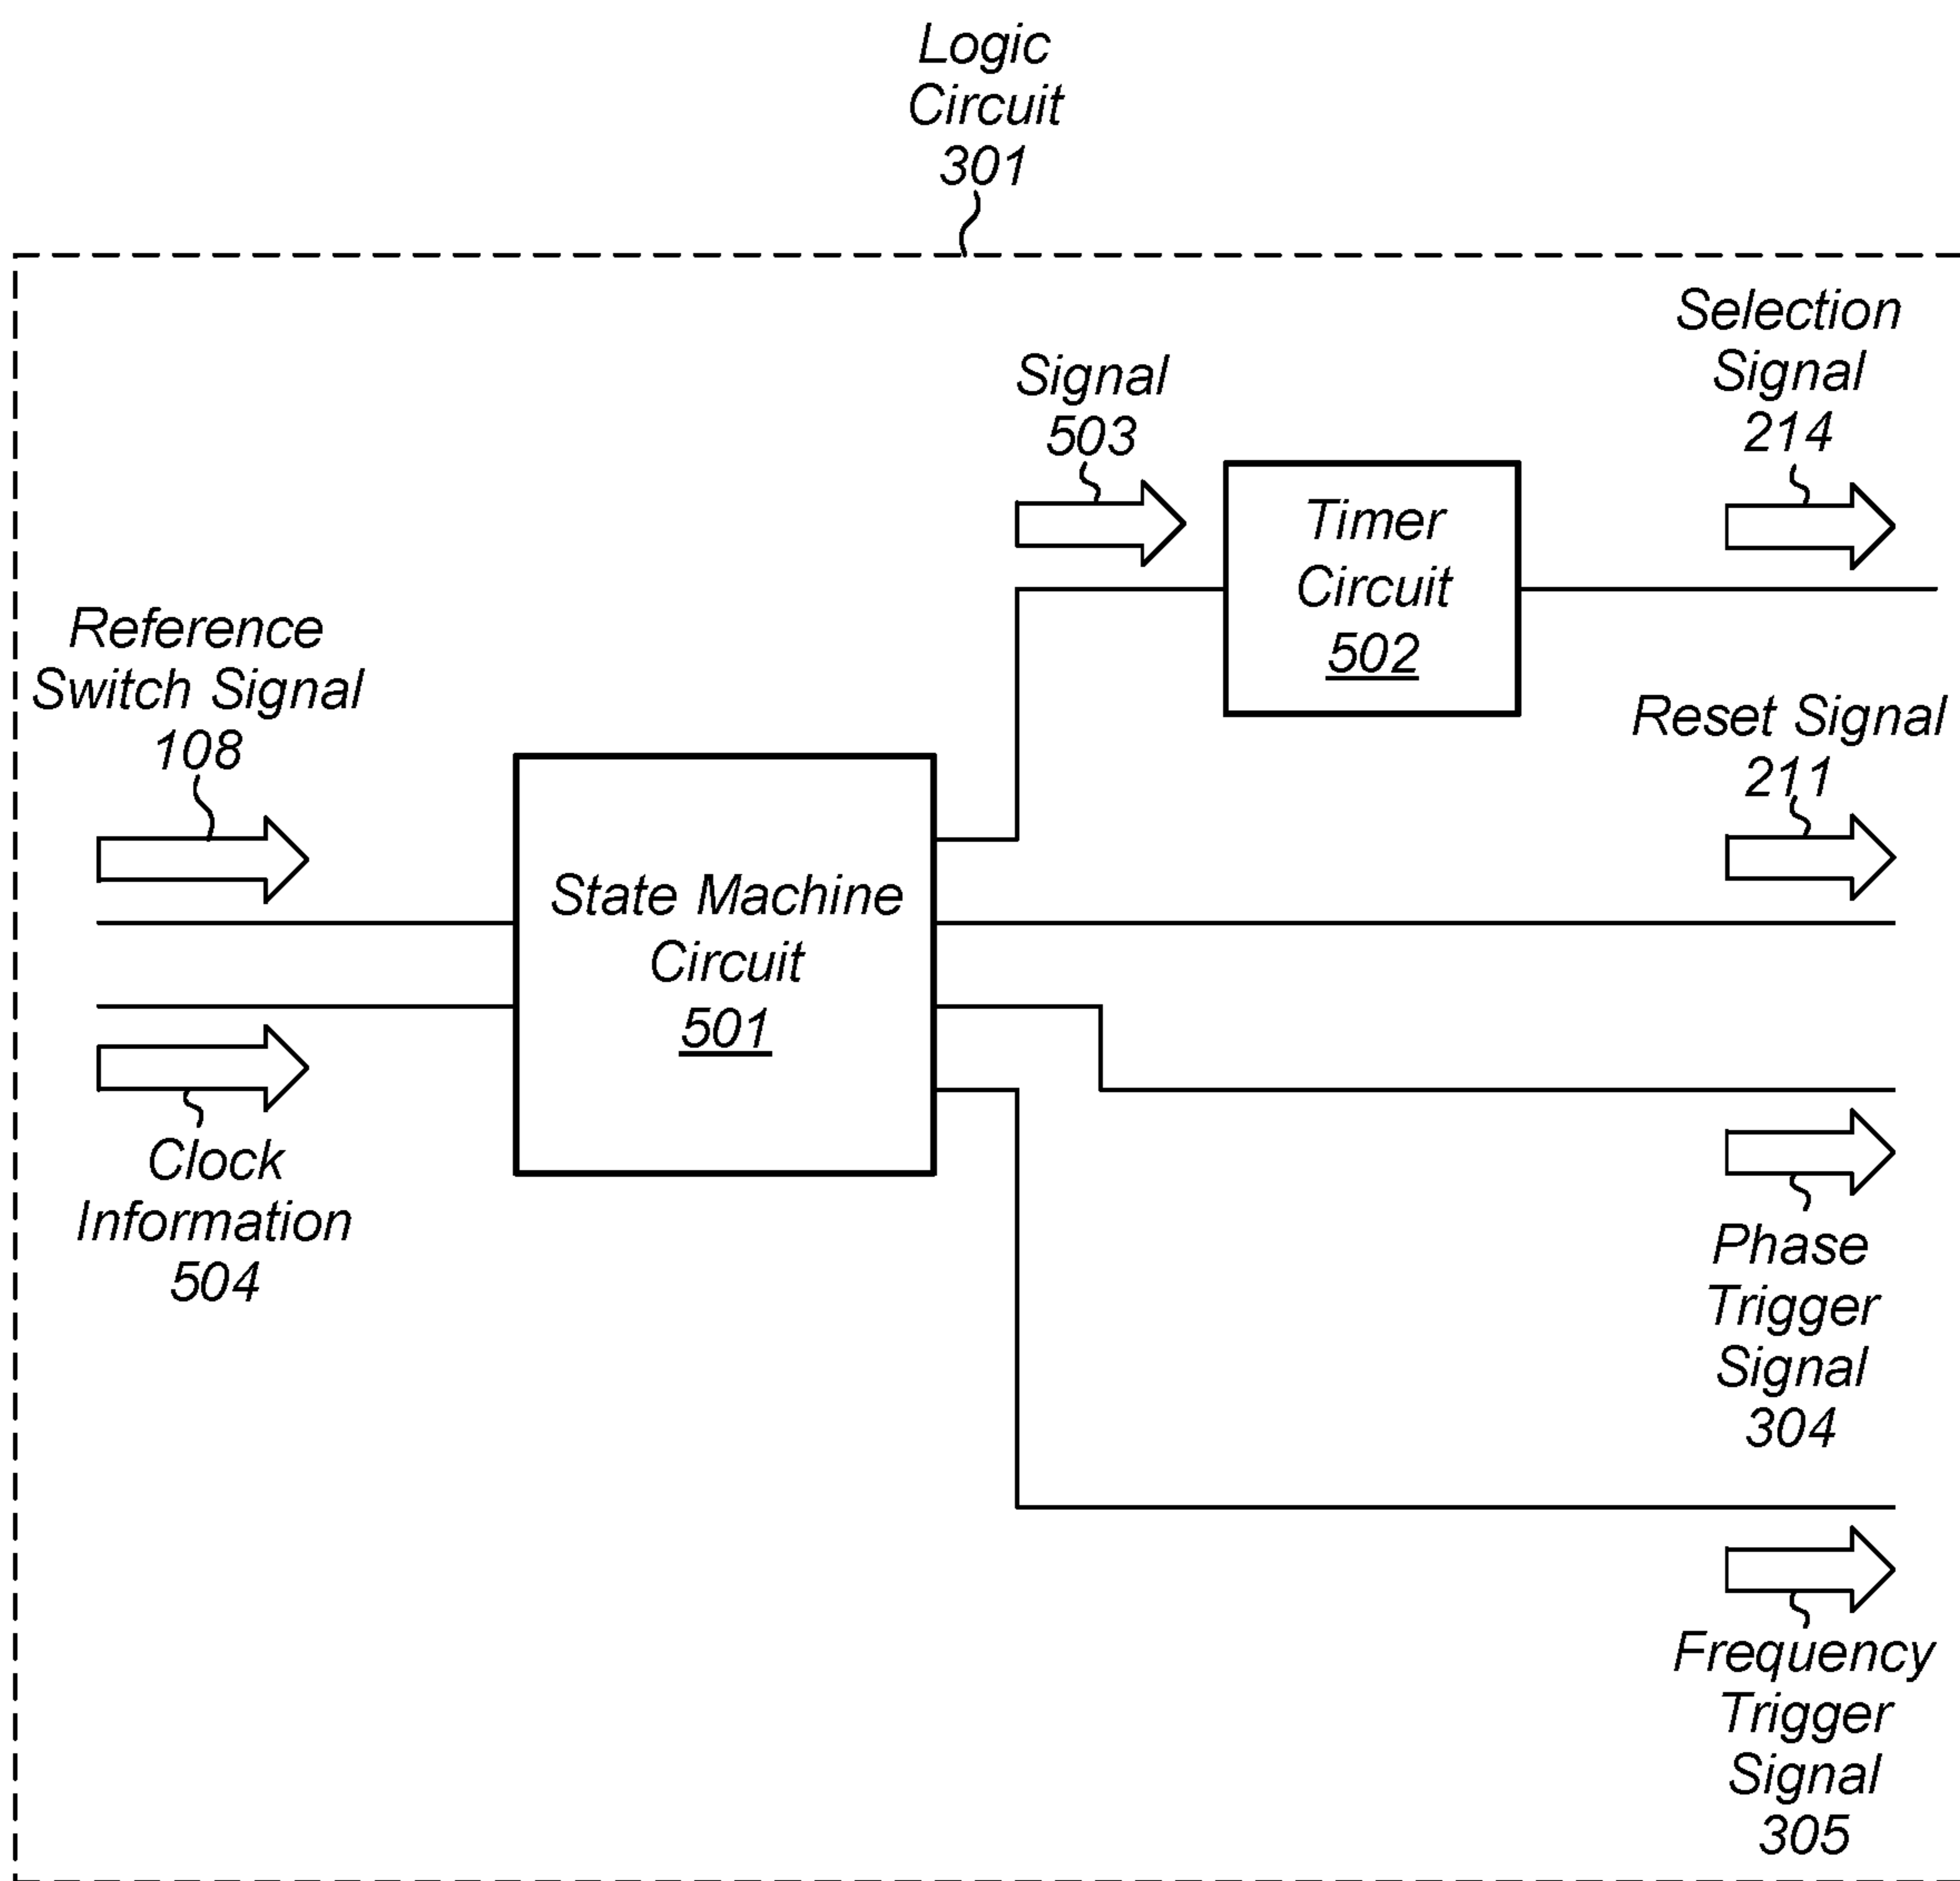 Logic
Circuit
301
Selection
Signal
214
Signal
503
Timer
Circuit
502
Reference
Switch Signal
108
Reset Signal
211
State Machine
Circuit
501
Clock
Information
504
Phase
Trigger
Signal
304
Frequency
Trigger
Signal
305